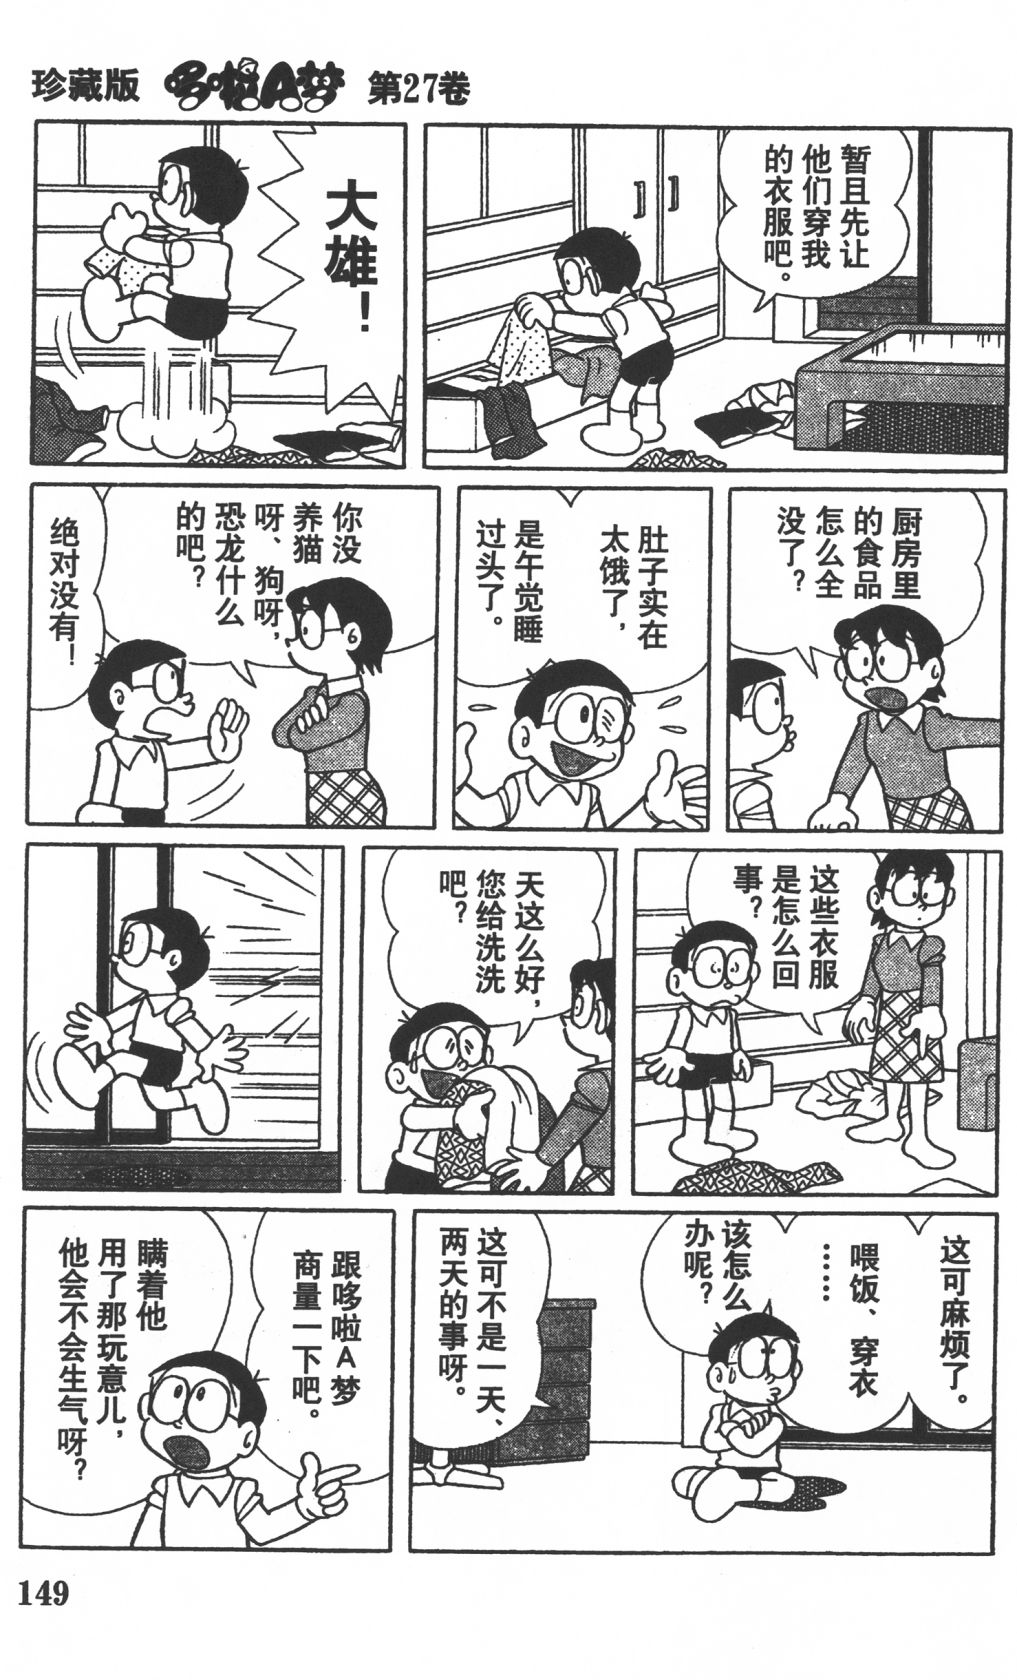 珍藏版 哆啦A梦 第27卷
暂且先让
他们穿我
的衣服吧。
大雄！
厨房里
的食品
怎么全
没了？
肚子实在
太饿了，
是午觉睡
过头了。
你没
养猫
呀、狗呀，
恐龙什么
的吧？
绝对没有！
这些衣服
是怎么回
事？
天这么好，
您给洗洗
吧？
这可麻烦了。
喂饭、穿衣
……
该怎么
办呢？
这可不是一天、
两天的事呀。
跟哆啦A梦
商量一下吧。
瞒着他
用了那玩意儿，
他会不会生气呀？
149